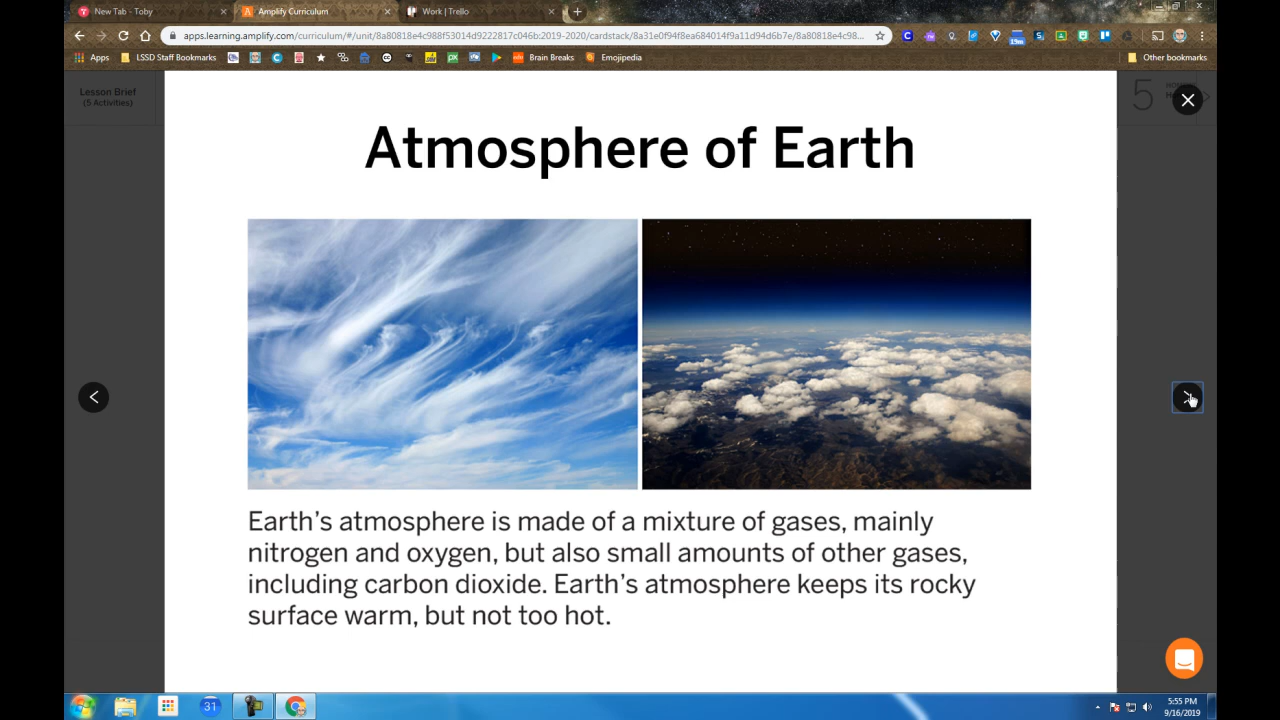 New Tab - Toby
Amplify Curriculum
Work | Trello
apps.learning.amplify.com/curriculum/#/unit/8a80818e4c988f53014d9222817c046b:2019-2020/cardstack/8a31e0f94f8ea684014f9a11d94d6b7e/8a80818e4c98...
19m
Apps
LSSD Staff Bookmarks
Brain Breaks
Emojipedia
Other bookmarks
Lesson Brief
(5 Activities)
5
Atmosphere of Earth
Earth’s atmosphere is made of a mixture of gases, mainly
nitrogen and oxygen, but also small amounts of other gases,
including carbon dioxide. Earth’s atmosphere keeps its rocky
surface warm, but not too hot.
31
5:55 PM
9/16/2019